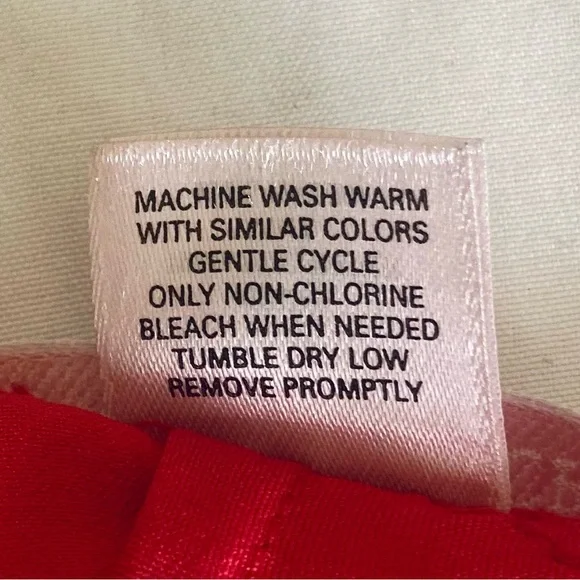 MACHINE WASH WARM
WITH SIMILAR COLORS
GENTLE CYCLE
ONLY NON-CHLORINE
BLEACH WHEN NEEDED
TUMBLE DRY LOW
REMOVE PROMPTLY